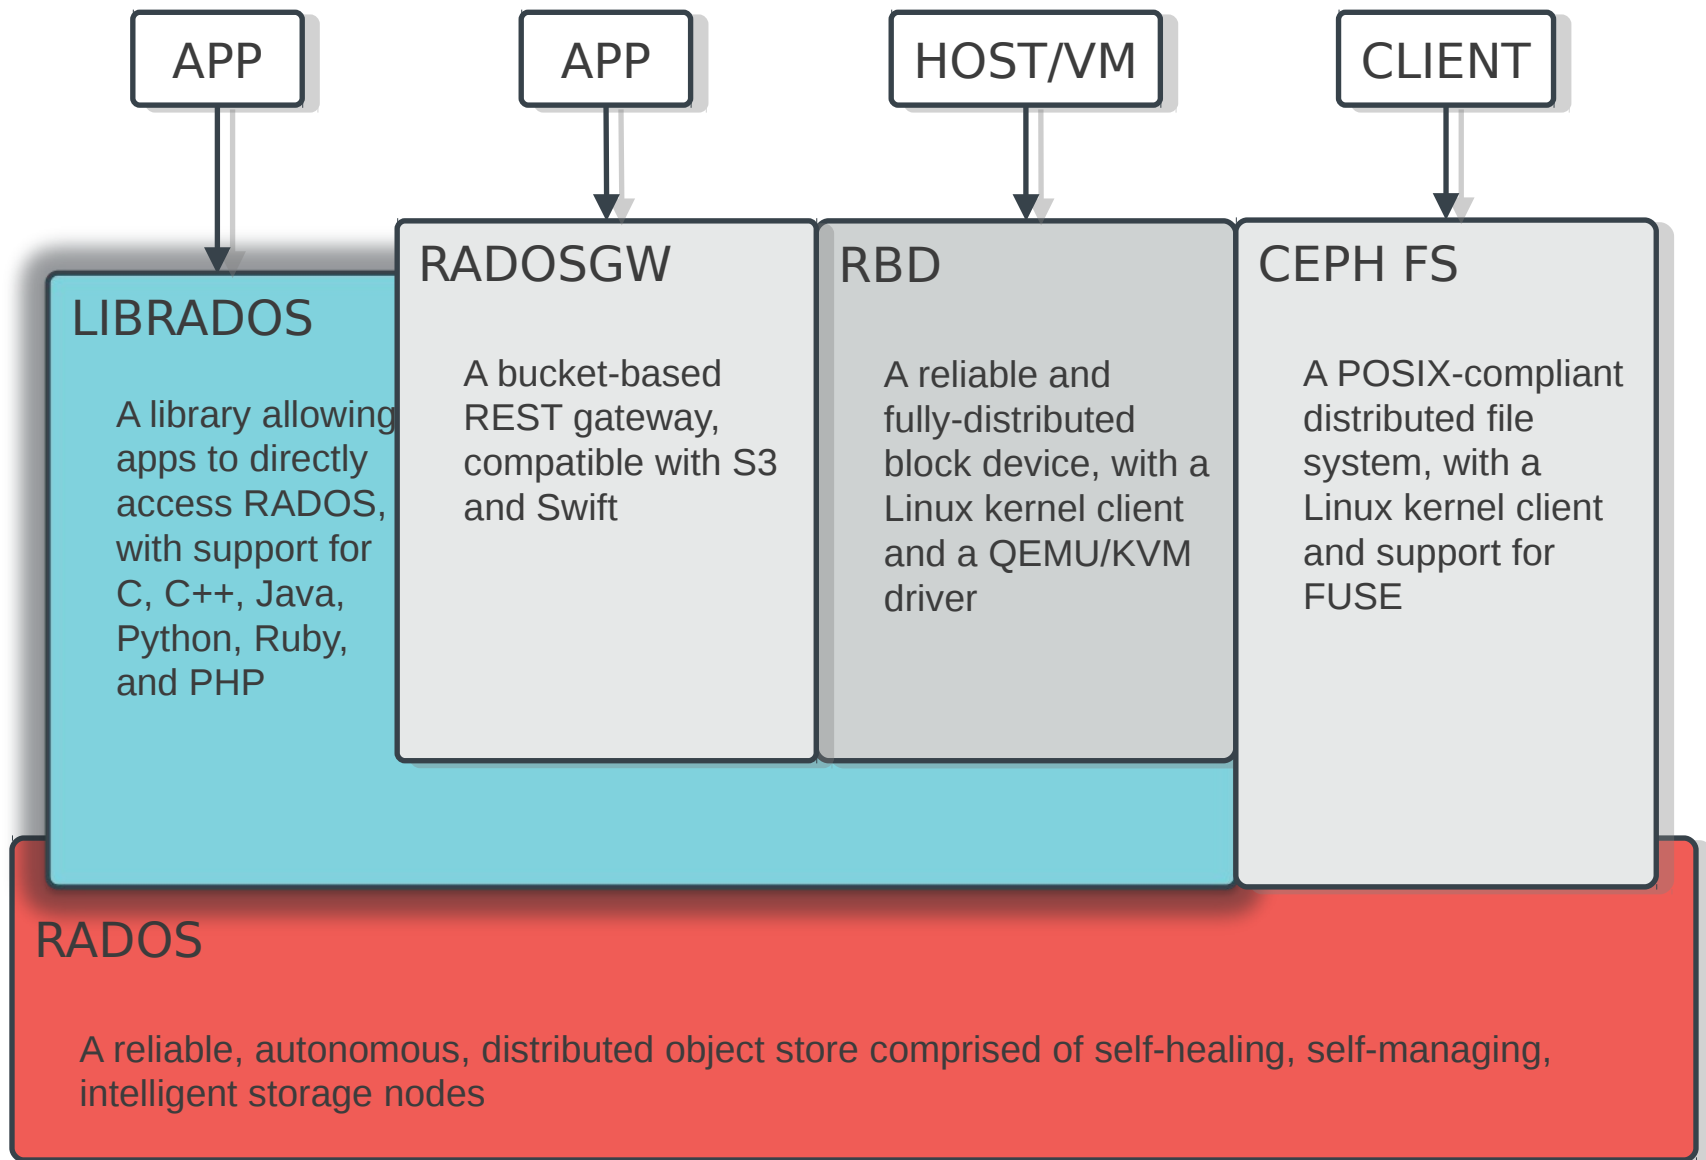 APP
APP
HOST/VM
CLIENT
LIBRADOS
A library allowing
apps to directly
access RADOS,
with support for
C, C++, Java,
Python, Ruby,
and PHP
RADOSGW
A bucket-based
REST gateway,
compatible with S3
and Swift
RBD
A reliable and
fully-distributed
block device, with a
Linux kernel client
and a QEMU/KVM
driver
CEPH FS
A POSIX-compliant
distributed file
system, with a
Linux kernel client
and support for
FUSE
RADOS
A reliable, autonomous, distributed object store comprised of self-healing, self-managing,
intelligent storage nodes